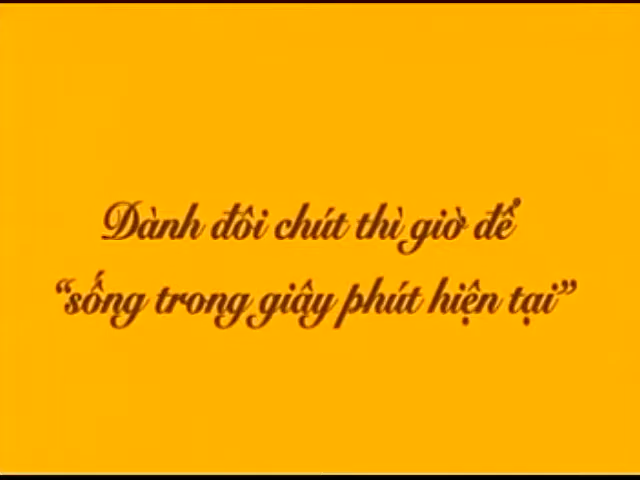 Dành đôi chút thì giờ để
“sống trong giây phút hiện tại”